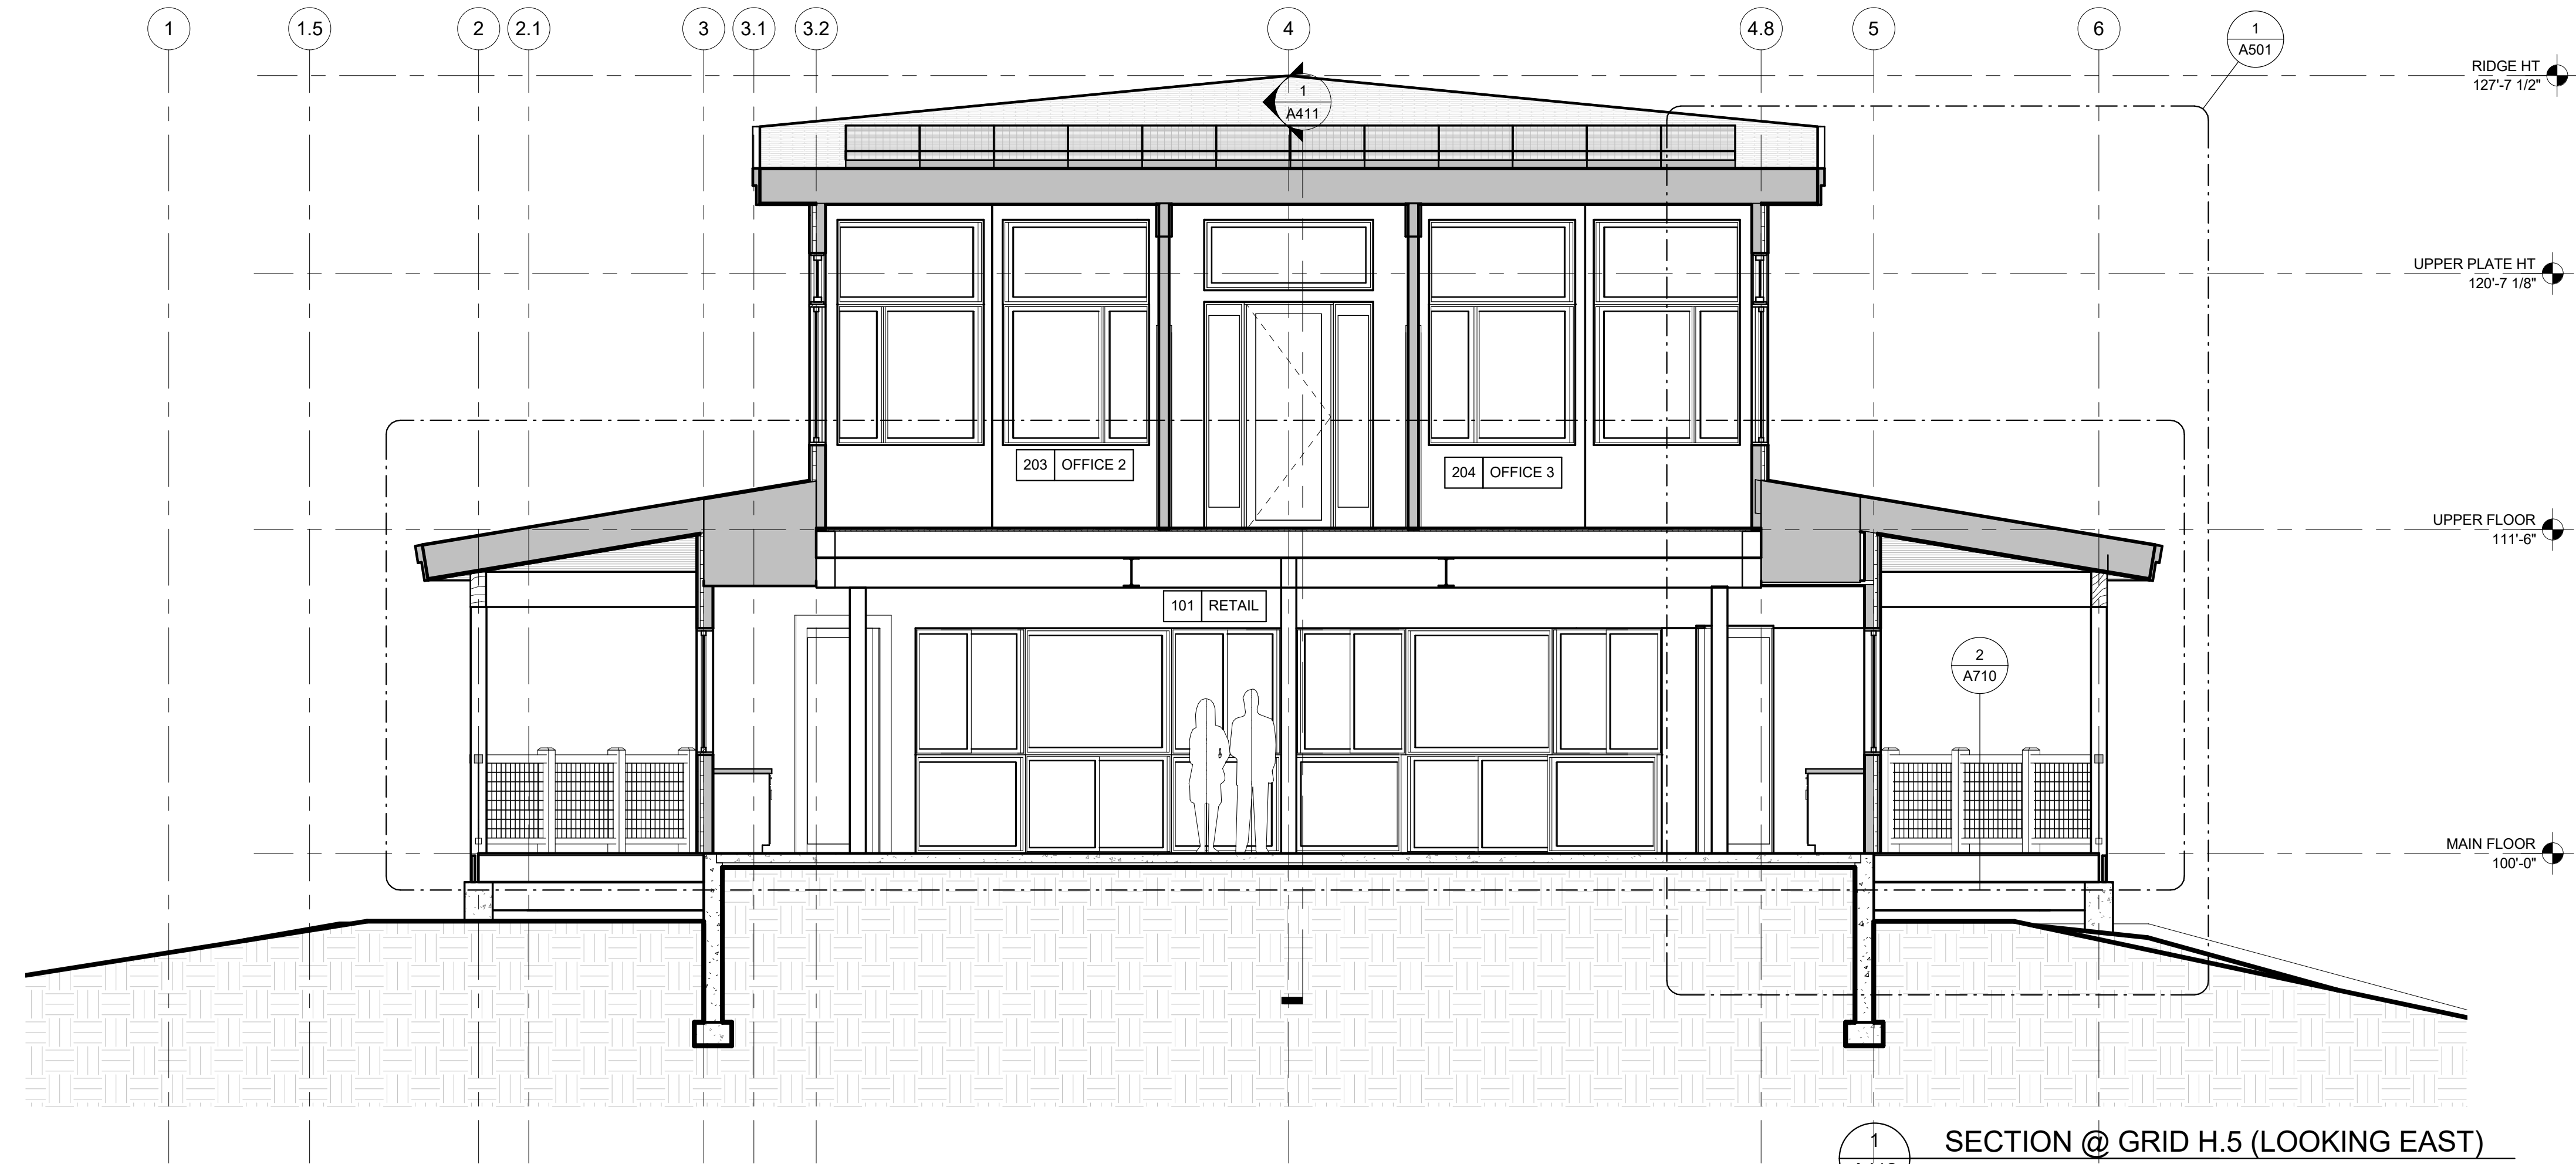 1
1.5
2
2.1
3
3.1
3.2
4
4.8
5
6
1
A501
RIDGE HT
127'-7 1/2"
1
A411
UPPER PLATE HT
120'-7 1/8"
203 OFFICE 2
204 OFFICE 3
UPPER FLOOR
111'-6"
101 RETAIL
2
A710
MAIN FLOOR
100'-0"
1
SECTION @ GRID H.5 (LOOKING EAST)